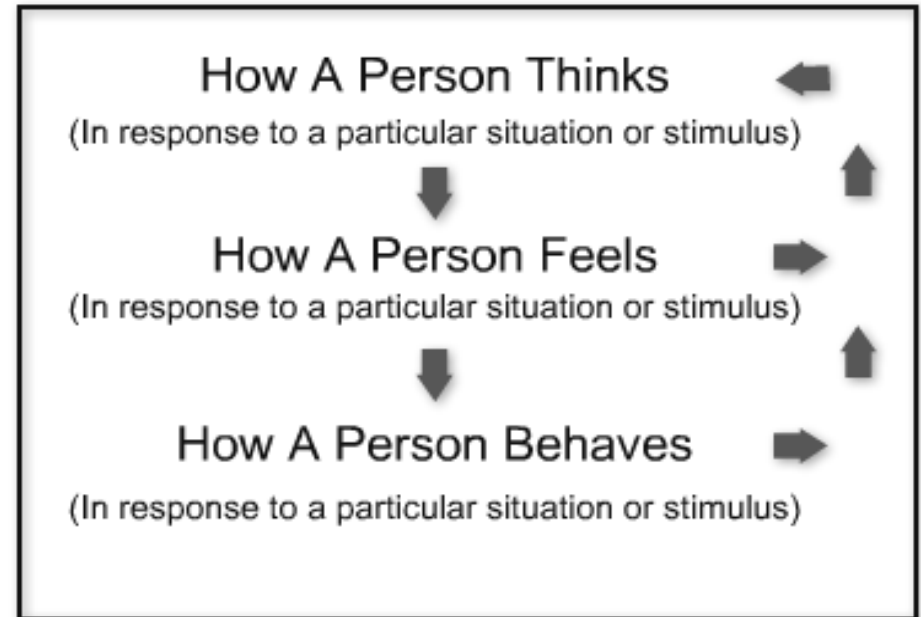 How A Person Thinks
(In response to a particular situation or stimulus)
How A Person Feels
(In response to a particular situation or stimulus)
How A Person Behaves
(In response to a particular situation or stimulus)